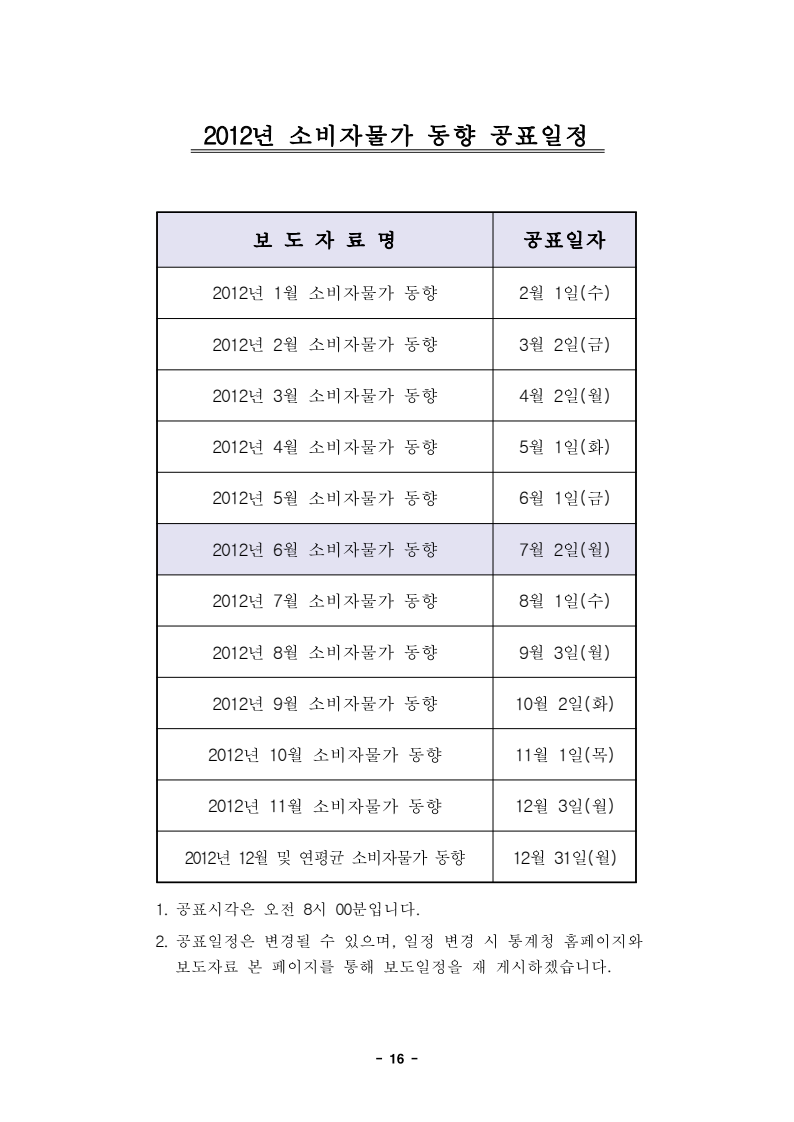 2012년 소비자물가 동향 공표일정
보 도 자 료 명 공표일자
2012년 1월 소비자물가 동향 2월 1일(수)
2012년 2월 소비자물가 동향 3월 2일(금)
2012년 3월 소비자물가 동향 4월 2일(월)
2012년 4월 소비자물가 동향 5월 1일(화)
2012년 5월 소비자물가 동향 6월 1일(금)
2012년 6월 소비자물가 동향 7월 2일(월)
2012년 7월 소비자물가 동향 8월 1일(수)
2012년 8월 소비자물가 동향 9월 3일(월)
2012년 9월 소비자물가 동향 10월 2일(화)
2012년 10월 소비자물가 동향 11월 1일(목)
2012년 11월 소비자물가 동향 12월 3일(월)
2012년 12월 및 연평균 소비자물가 동향 12월 31일(월)
1. 공표시각은 오전 8시 00분입니다.
2. 공표일정은 변경될 수 있으며, 일정 변경 시 통계청 홈페이지와
보도자료 본 페이지를 통해 보도일정을 재 게시하겠습니다.
- 16 -